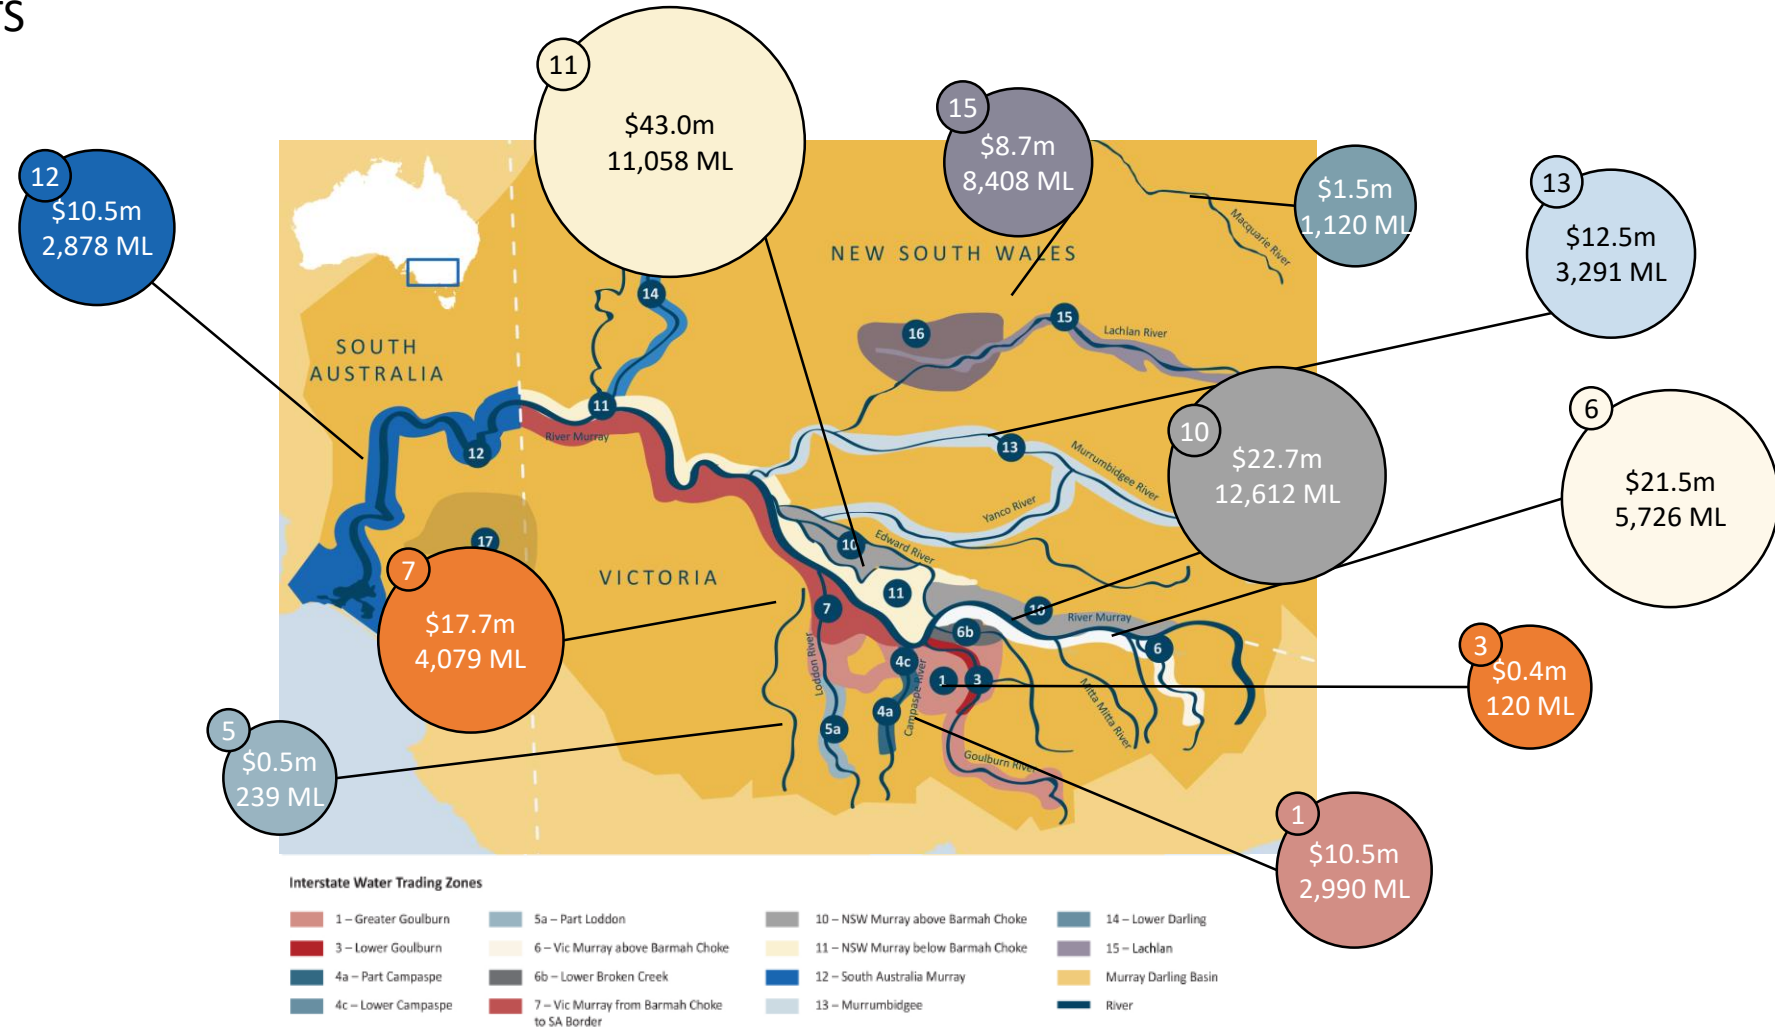 11
$43.0m
11,058 ML
15
$8.7m
8,408 ML
$1.5m
1,120 ML
13
$12.5m
3,291 ML
12
$10.5m
2,878 ML
NEW SOUTH WALES
Macquarie River
14
16
15
Lachlan River
SOUTH
AUSTRALIA
11
River Murray
12
13
Murrumbidgee River
10
$22.7m
12,612 ML
6
$21.5m
5,726 ML
Yanco River
17
10
Edward River
7
$17.7m
4,079 ML
VICTORIA
11
7
10
River Murray
6b
6
Loddon River
4c
Campaspe River
1
3
Mitta Mitta River
3
$0.4m
120 ML
4a
5a
5
$0.5m
239 ML
Goulburn River
1
$10.5m
2,990 ML
Interstate Water Trading Zones
1 – Greater Goulburn
3 – Lower Goulburn
4a – Part Campaspe
4c – Lower Campaspe
5a – Part Loddon
6 – Vic Murray above Barmah Choke
6b – Lower Broken Creek
7 – Vic Murray from Barmah Choke
to SA Border
10 – NSW Murray above Barmah Choke
11 – NSW Murray below Barmah Choke
12 – South Australia Murray
13 – Murrumbidgee
14 – Lower Darling
15 – Lachlan
Murray Darling Basin
River